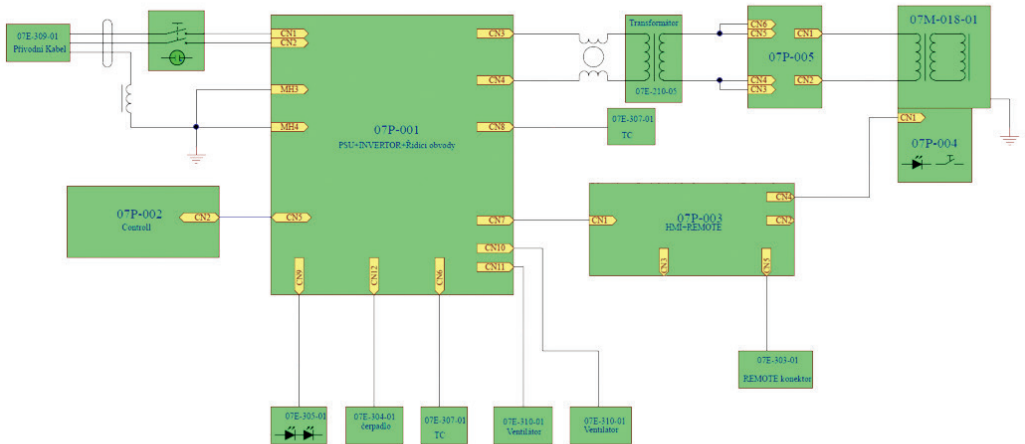 07E-309-01
Přívodní Kabel
CN1
CN2
MH3
MH4
07P-001
PSU+INVERTOR+Řídicí obvody
CN3
CN4
CN8
CN5
CN7
CN10
CN11
CN9
CN12
CN6
Transformátor
07E-210-05
CN6
CN5
CN1
07P-005
CN4
CN3
CN2
07M-018-01
CN1
07P-004
07E-307-01
TC
07P-002
Controll
CN2
07P-003
HMI+REMOTE
CN1
CN4
CN2
CN3
CN5
07E-303-01
REMOTE konektor
07E-305-01
07E-304-01
čerpadlo
07E-307-01
TC
07E-310-01
Ventilátor
07E-310-01
Ventilátor